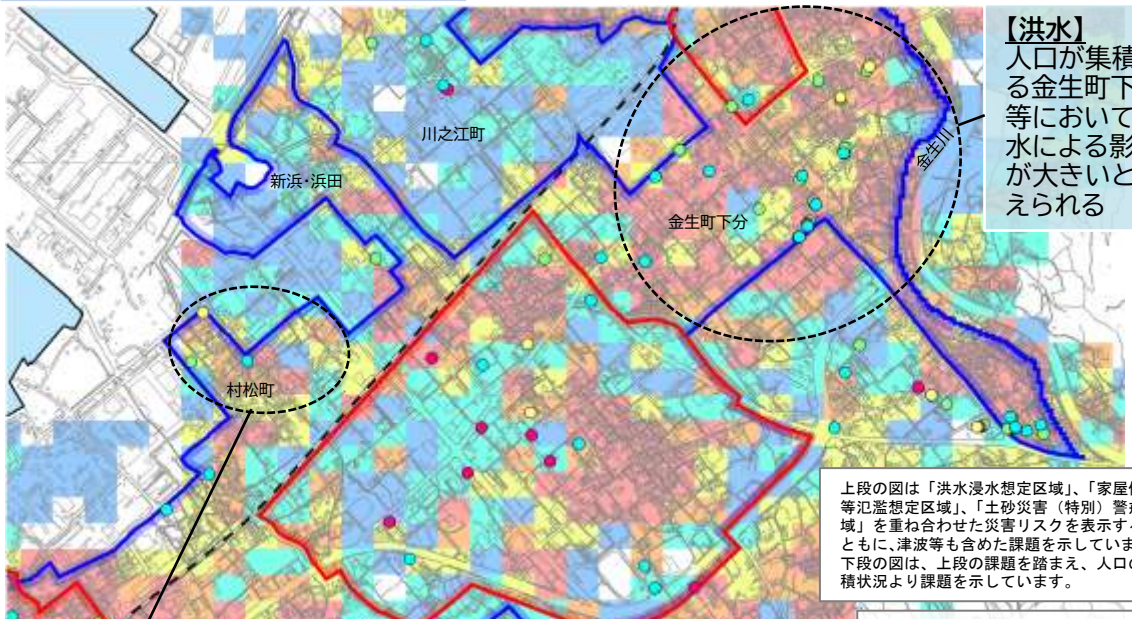 【洪水】
人口が集積
る金生町下
等において
水による影
が大きいと
えられる
川之江町
新浜・浜田
金生川
金生町下分
村松町
上段の図は「洪水浸水想定区域」、「家屋倒
等氾濫想定区域」、「土砂災害（特別）警戒
域」を重ね合わせた災害リスクを表示する
ともに、津波等も含めた課題を示していま
下段の図は、上段の課題を踏まえ、人口の
積状況より課題を示しています。